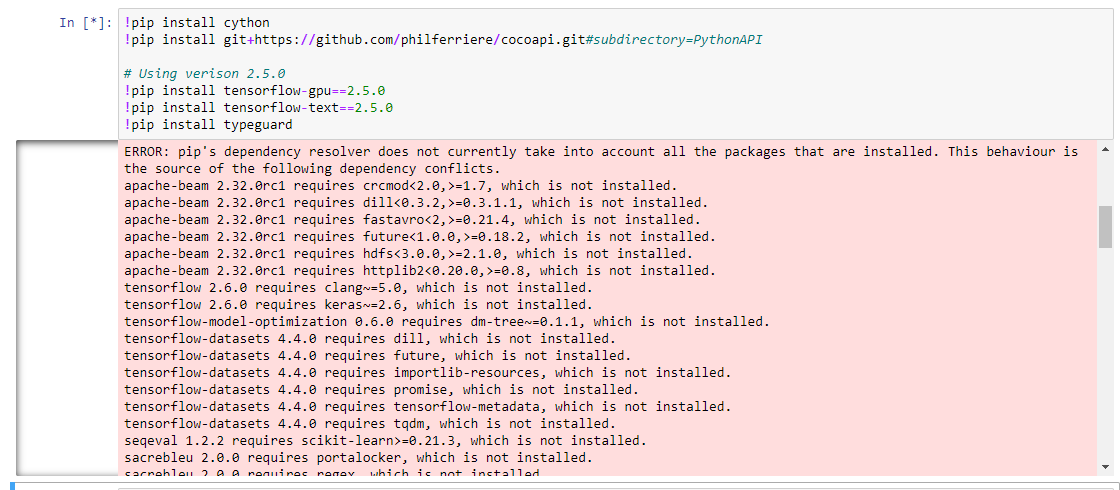 In [*]: !pip install cython
!pip install git+https://github.com/philferriere/cocoapi.git#subdirectory=PythonAPI
# Using verison 2.5.0
!pip install tensorflow-gpu==2.5.0
!pip install tensorflow-text==2.5.0
!pip install typeguard
ERROR: pip's dependency resolver does not currently take into account all the packages that are installed. This behaviour is
the source of the following dependency conflicts.
apache-beam 2.32.0rc1 requires crcmod<2.0,>=1.7, which is not installed.
apache-beam 2.32.0rc1 requires dill<0.3.2,>=0.3.1.1, which is not installed.
apache-beam 2.32.0rc1 requires fastavro<2,>=0.21.4, which is not installed.
apache-beam 2.32.0rc1 requires future<1.0.0,>=0.18.2, which is not installed.
apache-beam 2.32.0rc1 requires hdfs<3.0.0,>=2.1.0, which is not installed.
apache-beam 2.32.0rc1 requires httplib2<0.20.0,>=0.8, which is not installed.
tensorflow 2.6.0 requires clang~=5.0, which is not installed.
tensorflow 2.6.0 requires keras~=2.6, which is not installed.
tensorflow-model-optimization 0.6.0 requires dm-tree~=0.1.1, which is not installed.
tensorflow-datasets 4.4.0 requires dill, which is not installed.
tensorflow-datasets 4.4.0 requires future, which is not installed.
tensorflow-datasets 4.4.0 requires importlib-resources, which is not installed.
tensorflow-datasets 4.4.0 requires promise, which is not installed.
tensorflow-datasets 4.4.0 requires tensorflow-metadata, which is not installed.
tensorflow-datasets 4.4.0 requires tqdm, which is not installed.
seqeval 1.2.2 requires scikit-learn>=0.21.3, which is not installed.
sacrebleu 2.0.0 requires portalocker, which is not installed.
sacrebleu 2.0.0 requires regex, which is not installed.